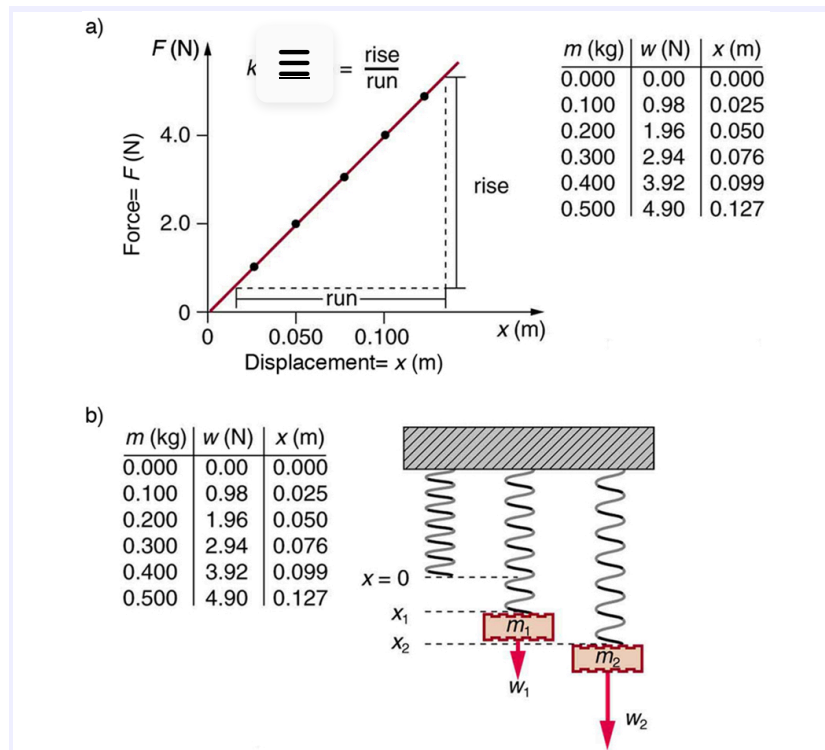 a)
F (N)
k = rise
run
4.0
2.0
0
Force= F (N)
rise
run
0 0.050 0.100 x (m)
Displacement= x (m)
m (kg) w (N) x (m)
0.000 0.00 0.000
0.100 0.98 0.025
0.200 1.96 0.050
0.300 2.94 0.076
0.400 3.92 0.099
0.500 4.90 0.127
b)
m (kg) w (N) x (m)
0.000 0.00 0.000
0.100 0.98 0.025
0.200 1.96 0.050
0.300 2.94 0.076
0.400 3.92 0.099
0.500 4.90 0.127
x = 0
x₁
x₂
m₁
m₂
w₁
w₂